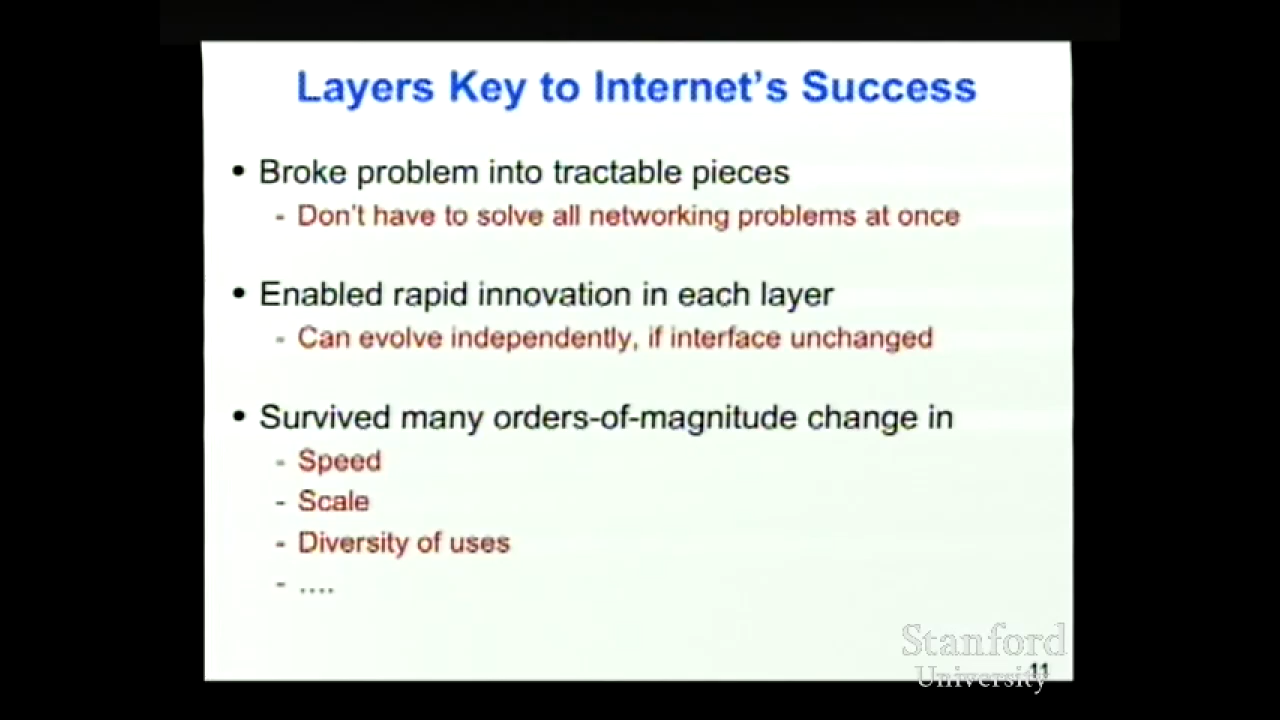 Layers Key to Internet's Success
• Broke problem into tractable pieces
- Don't have to solve all networking problems at once
• Enabled rapid innovation in each layer
- Can evolve independently, if interface unchanged
• Survived many orders-of-magnitude change in
- Speed
- Scale
- Diversity of uses
- ....
Stanford
University
11